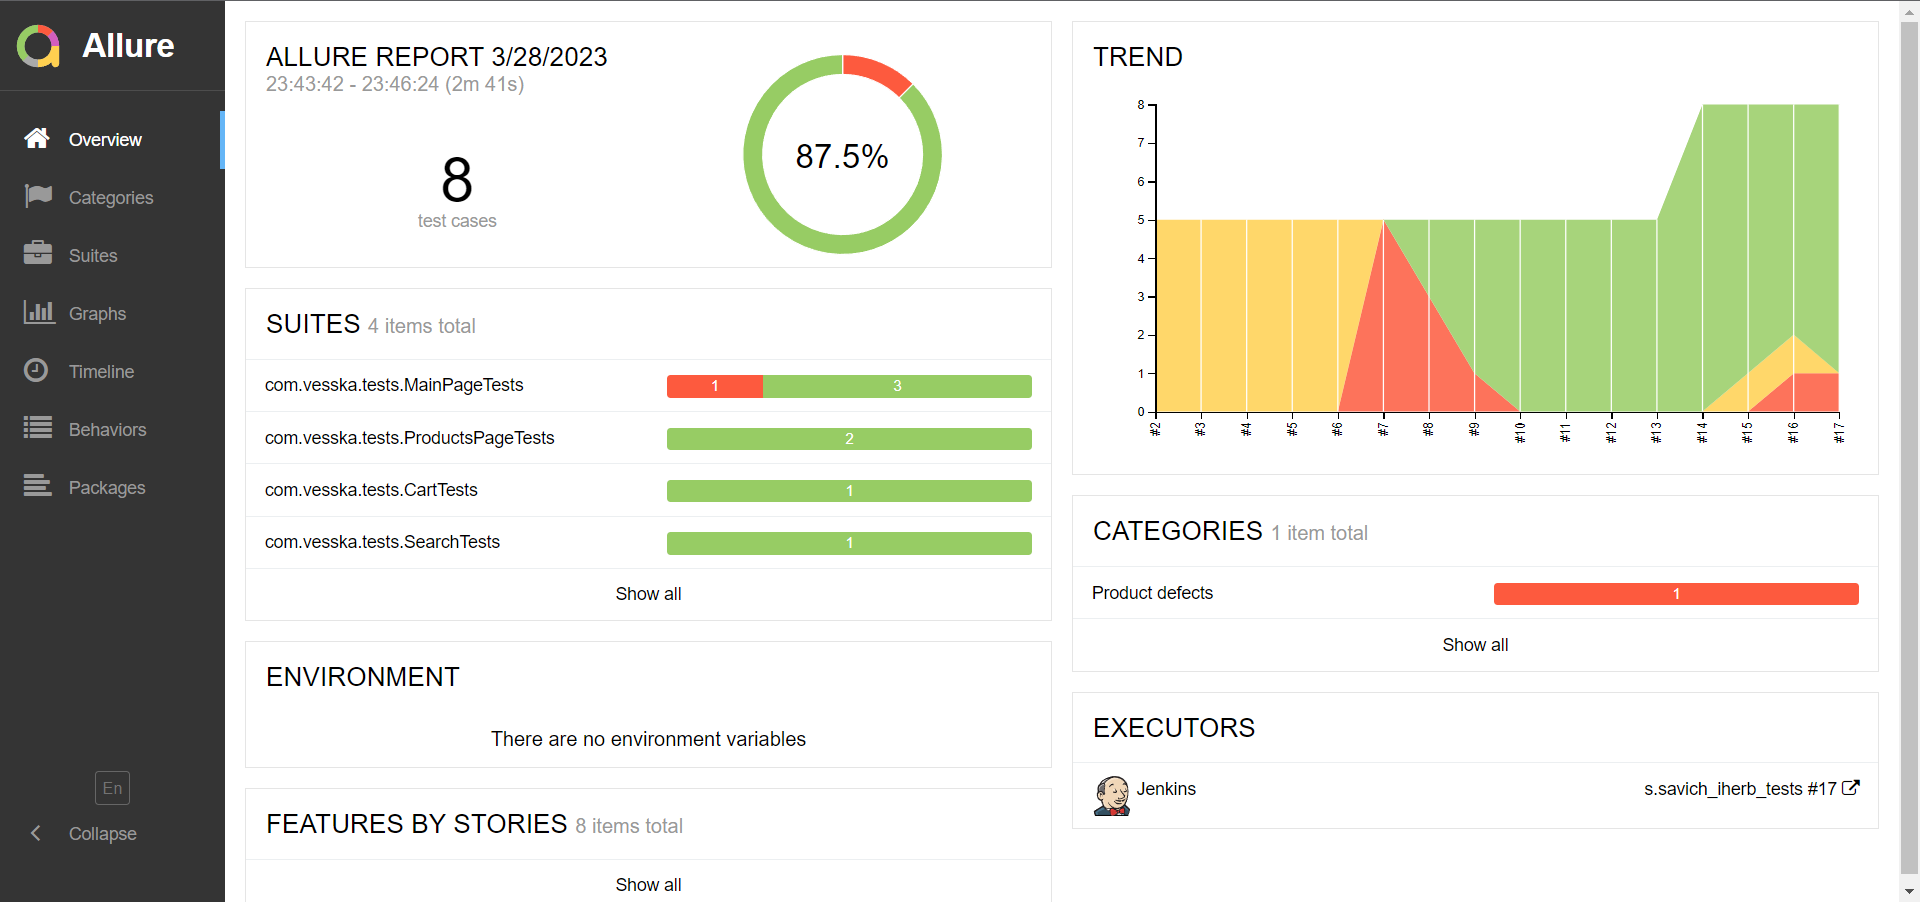 Allure
Overview
Categories
Suites
Graphs
Timeline
Behaviors
Packages
En
Collapse
ALLURE REPORT 3/28/2023
23:43:42 - 23:46:24 (2m 41s)
8
test cases
87.5%
SUITES 4 items total
com.vesska.tests.MainPageTests 1 3
com.vesska.tests.ProductsPageTests 2
com.vesska.tests.CartTests 1
com.vesska.tests.SearchTests 1
Show all
ENVIRONMENT
There are no environment variables
FEATURES BY STORIES 8 items total
Show all
TREND
8
7
6
5
4
3
2
1
0
#2 #3 #4 #5 #6 #7 #8 #9 #10 #11 #12 #13 #14 #15 #16 #17
CATEGORIES 1 item total
Product defects 1
Show all
EXECUTORS
Jenkins s.savich_iherb_tests #17